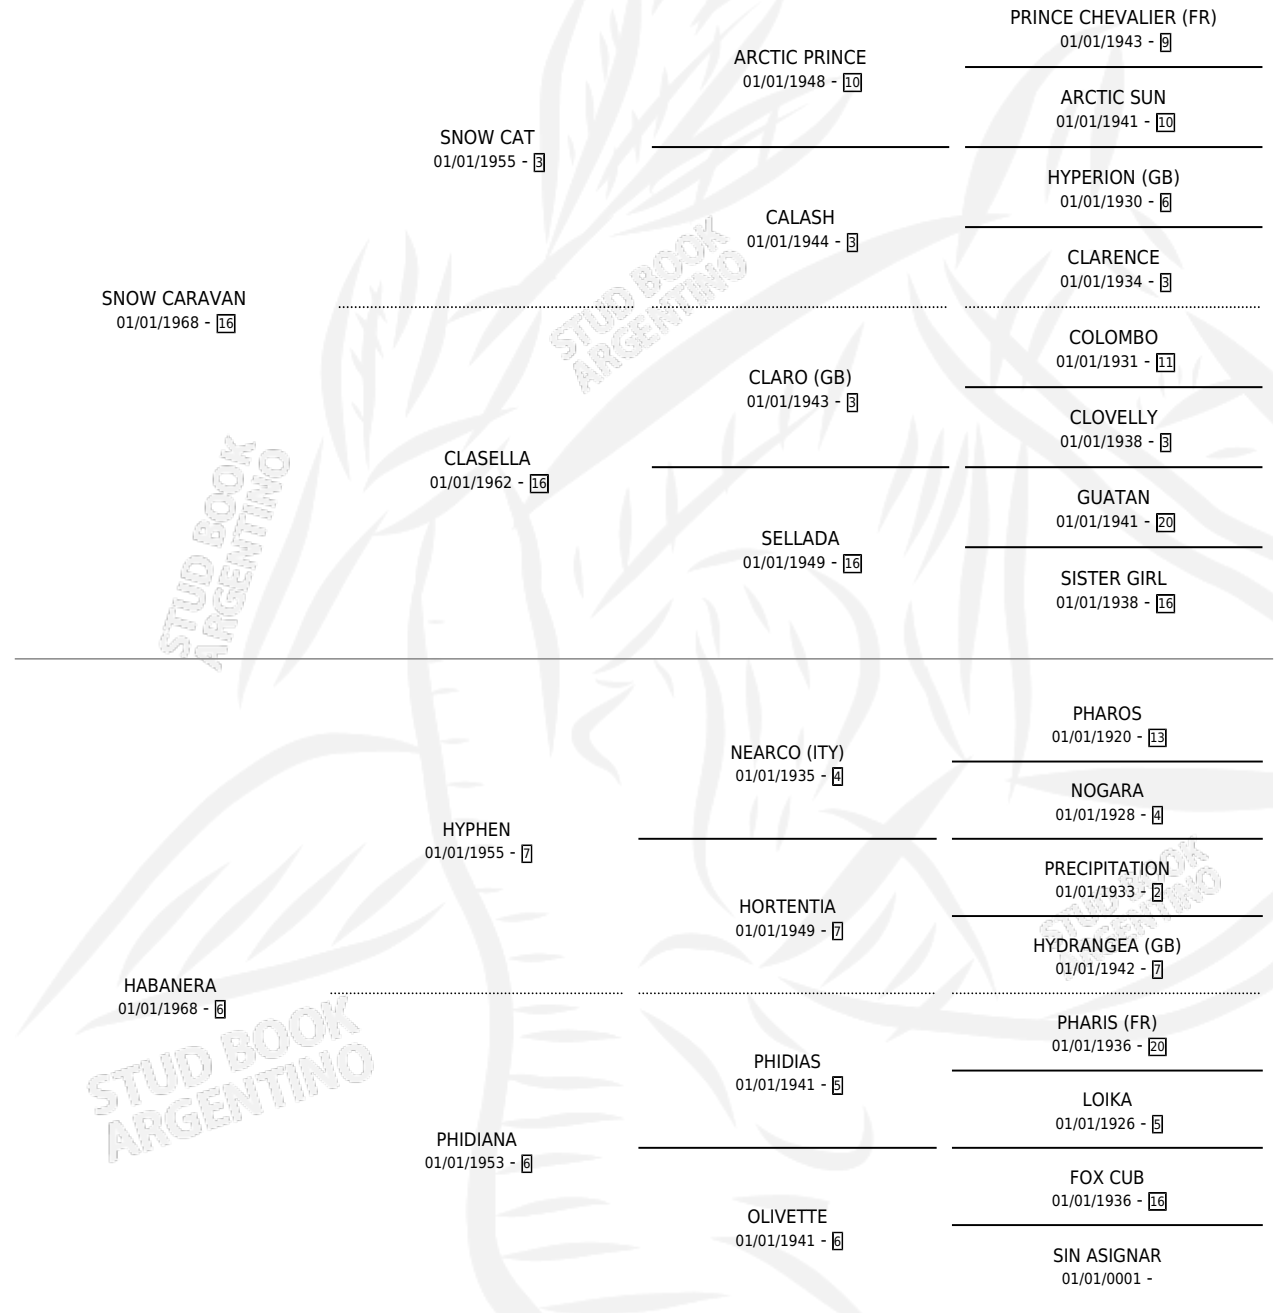 PRINCE CHEVALIER (FR)
01/01/1943 - 9
ARCTIC PRINCE
01/01/1948 - 10
ARCTIC SUN
01/01/1941 - 10
SNOW CAT
01/01/1955 - 3
HYPERION (GB)
01/01/1930 - 6
CALASH
01/01/1944 - 3
CLARENCE
01/01/1934 - 3
SNOW CARAVAN
01/01/1968 - 16
COLOMBO
01/01/1931 - 11
CLARO (GB)
01/01/1943 - 3
CLOVELLY
01/01/1938 - 3
CLASELLA
01/01/1962 - 16
GUATAN
01/01/1941 - 20
SELLADA
01/01/1949 - 16
SISTER GIRL
01/01/1938 - 16
PHAROS
01/01/1920 - 13
NEARCO (ITY)
01/01/1935 - 4
NOGARA
01/01/1928 - 4
HYPHEN
01/01/1955 - 7
PRECIPITATION
01/01/1933 - 2
HORTENTIA
01/01/1949 - 7
HYDRANGEA (GB)
01/01/1942 - 7
HABANERA
01/01/1968 - 6
PHARIS (FR)
01/01/1936 - 20
PHIDIAS
01/01/1941 - 5
LOIKA
01/01/1926 - 5
PHIDIANA
01/01/1953 - 6
FOX CUB
01/01/1936 - 16
OLIVETTE
01/01/1941 - 6
SIN ASIGNAR
01/01/0001 -
STUD BOOK
ARGENTINO
STUD BOOK
ARGENTINO
STUD BOOK
ARGENTINO
STUD BOOK
ARGENTINO